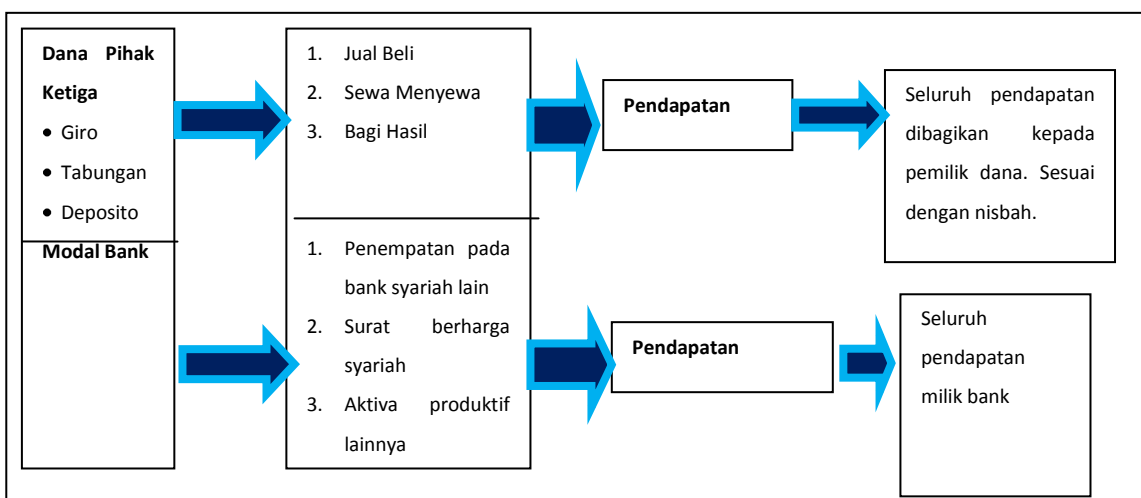 Dana Pihak
Ketiga
• Giro
• Tabungan
• Deposito
Modal Bank
1. Jual Beli
2. Sewa Menyewa
3. Bagi Hasil
1. Penempatan pada
bank syariah lain
2. Surat berharga
syariah
3. Aktiva produktif
lainnya
Pendapatan
Seluruh pendapatan
dibagikan kepada
pemilik dana. Sesuai
dengan nisbah.
Pendapatan
Seluruh
pendapatan
milik bank